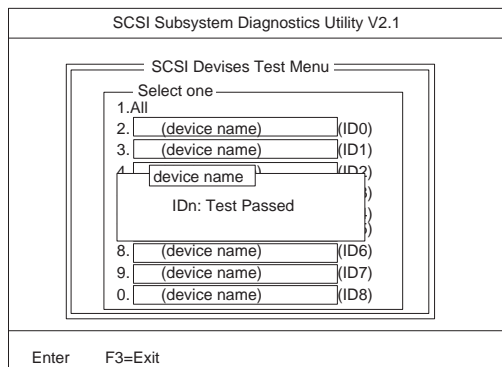 SCSI Subsystem Diagnostics Utility V2.1
SCSI Devises Test Menu
Select one
1.All
2. (device name) (ID0)
3. (device name) (ID1)
4. (ID2)
device name
IDn: Test Passed
8. (device name) (ID6)
9. (device name) (ID7)
0. (device name) (ID8)
Enter F3=Exit